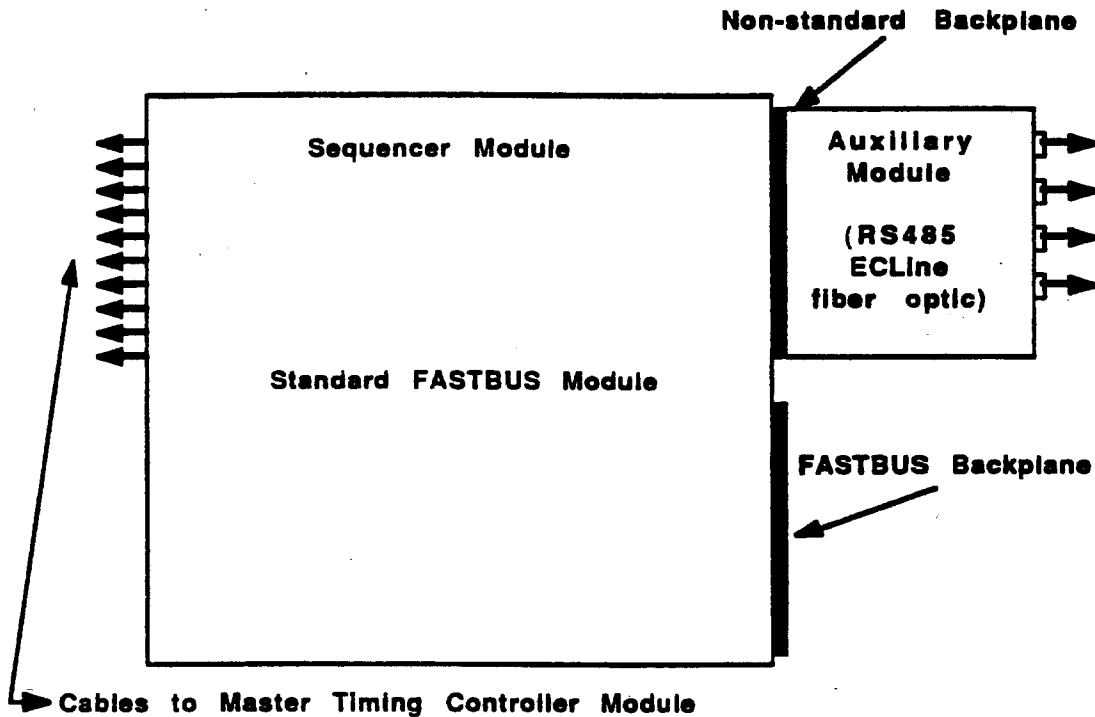 Non-standard Backplane
Sequencer Module
Auxiliary
Module
(RS485
ECLine
fiber optic)
Standard FASTBUS Module
FASTBUS Backplane
Cables to Master Timing Controller Module